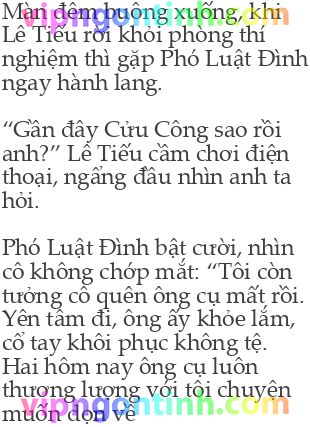 Màn đêm buông xuống, khi
Lê Tiếu rời khỏi phòng thí
nghiệm thì gặp Phó Luật Đình
ngay hành lang.
“Gần đây Cửu Công sao rồi
anh?” Lê Tiếu cầm chơi điện
thoại, ngẩng đầu nhìn anh ta
hỏi.
Phó Luật Đình bật cười, nhìn
cô không chớp mắt: “Tôi còn
tưởng cô quên ông cụ mất rồi.
Yên tâm đi, ông ấy khỏe lắm,
cổ tay khôi phục không tệ.
Hai hôm nay ông cụ luôn
thương lượng với tôi chuyện
muốn dọn về
vipngontinh.com
vipngontinh.com